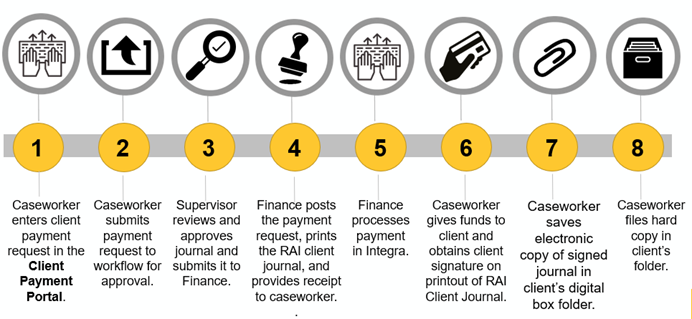 1
2
3
4
5
6
7
8
Caseworker
enters client
payment
request in the
Client
Payment
Portal.
Caseworker
submits
payment
request to
workflow for
approval.
Supervisor
reviews and
approves
journal and
submits it to
Finance.
Finance posts
the payment
request, prints
the RAI client
journal, and
provides receipt
to caseworker.
.
Finance
processes
payment
in Integra.
Caseworker
gives funds to
client and
obtains client
signature on
printout of RAI
Client Journal.
Caseworker
saves
electronic
copy of signed
journal in
client's digital
box folder.
Caseworker
files hard
copy in
client's
folder.